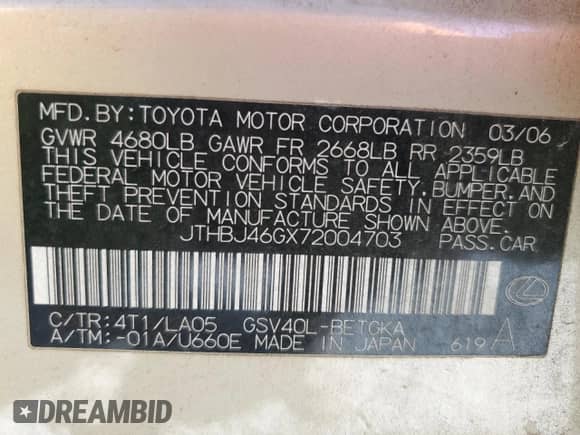 MFD.BY:TOYOTA MOTOR CORPORATION 03/06
GVWR 4680LB GAWR FR 2668LB RR 2359LB
THIS VEHICLE CONFORMS TO ALL APPLICABLE
FEDERAL MOTOR VEHICLE SAFETY, BUMPER, AND
THEFT PREVENTION STANDARDS IN EFFECT ON
THE DATE OF MANUFACTURE SHOWN ABOVE.
JTHBJ46GX72004703 PASS.CAR
C/TR:4T1/LA05 GSV40L-BETGKA
A/TM:-01A/U660E MADE IN JAPAN 619 A
DREAMBID